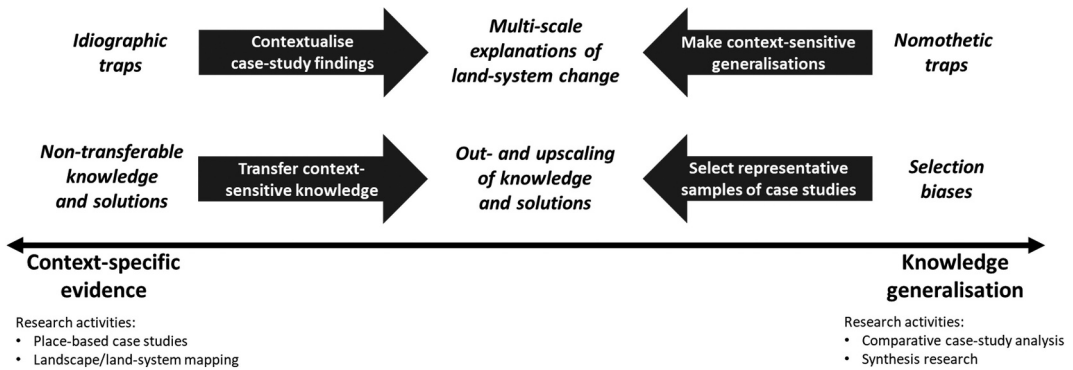 Idiographic
traps
Contextualise
case-study findings
Multi-scale
explanations of
land-system change
Make context-sensitive
generalisations
Nomothetic
traps
Non-transferable
knowledge
and solutions
Transfer context-
sensitive knowledge
Out- and upscaling
of knowledge
and solutions
Select representative
samples of case studies
Selection
biases
Context-specific
evidence
Knowledge
generalisation
Research activities:
• Place-based case studies
• Landscape/land-system mapping
Research activities:
• Comparative case-study analysis
• Synthesis research